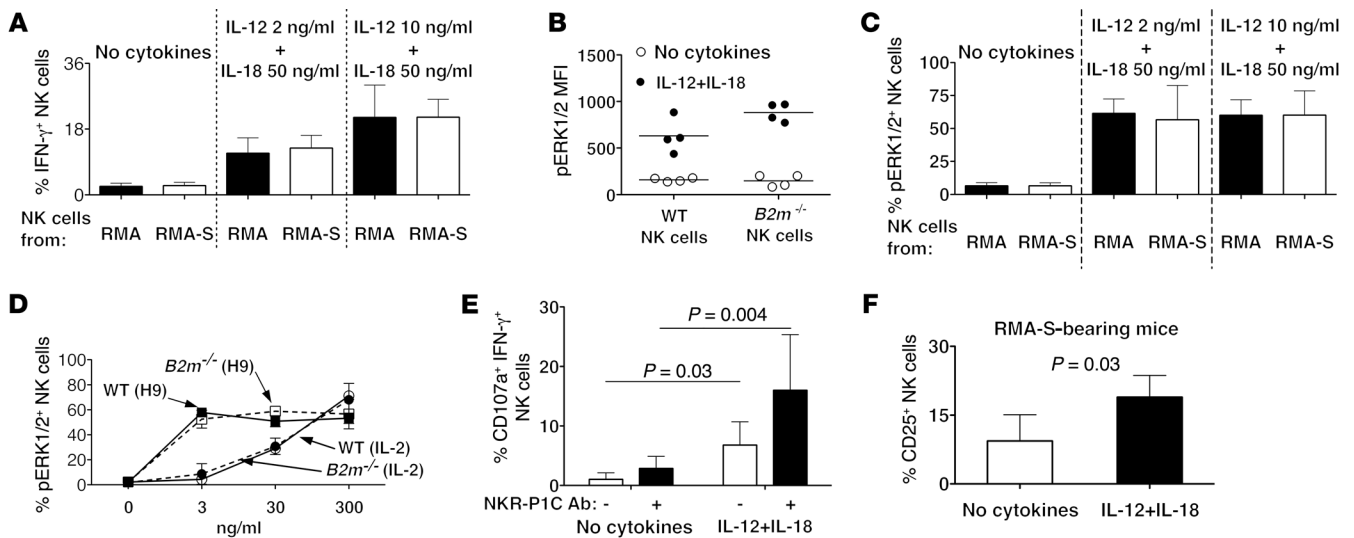 A
% IFN-γ+ NK cells
36
18
0
No cytokines
IL-12 2 ng/ml
+
IL-18 50 ng/ml
IL-12 10 ng/ml
+
IL-18 50 ng/ml
NK cells
from:
RMA RMA-S RMA RMA-S RMA RMA-S
B
pERK1/2 MFI
1500
1000
500
0
No cytokines
IL-12+IL-18
WT
NK cells
B2m-/-
NK cells
C
% pERK1/2+ NK cells
100
75
50
25
0
No cytokines
IL-12 2 ng/ml
+
IL-18 50 ng/ml
IL-12 10 ng/ml
+
IL-18 50 ng/ml
NK cells
from:
RMA RMA-S RMA RMA-S RMA RMA-S
D
% pERK1/2+ NK cells
100
80
60
40
20
0
B2m-/- (H9)
WT (H9)
WT (IL-2)
B2m-/- (IL-2)
0 3 30 300
ng/ml
E
% CD107a+ IFN-γ+
NK cells
30
20
10
0
P = 0.004
P = 0.03
NKR-P1C Ab: - + - +
No cytokines IL-12+IL-18
F
RMA-S–bearing mice
% CD25+ NK cells
30
15
0
P = 0.03
No cytokines IL-12+IL-18